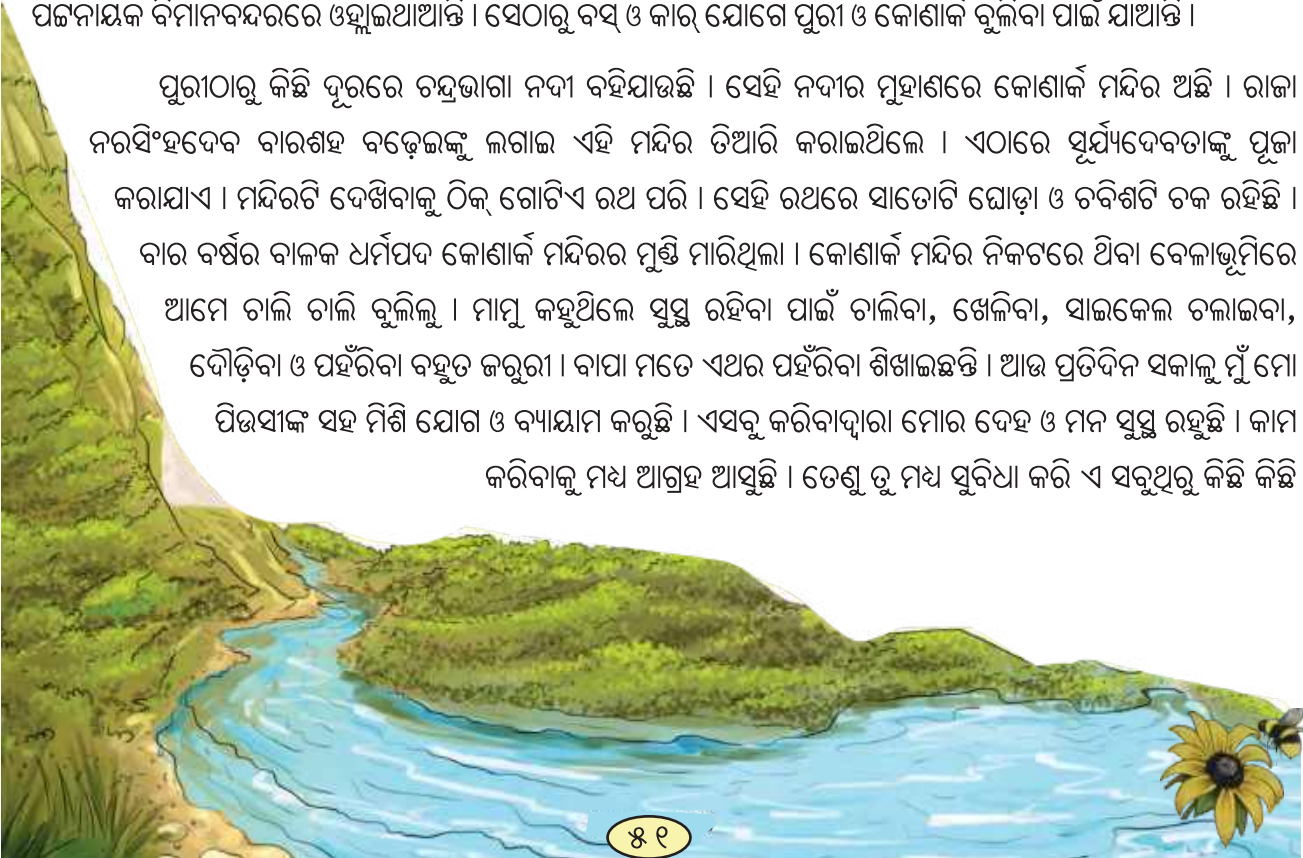 ପଟ୍ଟନାୟକ ବିମାନବନ୍ଦରରେ ଓହ୍ଲାଇଥାଆନ୍ତି । ସେଠାରୁ ବସ୍ ଓ କାର୍ ଯୋଗେ ପୁରୀ ଓ କୋଣାର୍କ ବୁଲିବା ପାଇଁ ଯାଆନ୍ତି ।
ପୁରୀଠାରୁ କିଛି ଦୂରରେ ଚନ୍ଦ୍ରଭାଗା ନଦୀ ବହିଯାଉଛି । ସେହି ନଦୀର ମୁହାଣରେ କୋଣାର୍କ ମନ୍ଦିର ଅଛି । ରାଜା
ନରସିଂହଦେବ ବାରଶହ ବଢ଼େଇଙ୍କୁ ଲଗାଇ ଏହି ମନ୍ଦିର ତିଆରି କରାଇଥିଲେ । ଏଠାରେ ସୂର୍ଯ୍ୟଦେବତାଙ୍କୁ ପୂଜା
କରାଯାଏ । ମନ୍ଦିରଟି ଦେଖିବାକୁ ଠିକ୍ ଗୋଟିଏ ରଥ ପରି । ସେହି ରଥରେ ସାତୋଟି ଘୋଡ଼ା ଓ ଚବିଶଟି ଚକ ରହିଛି ।
ବାର ବର୍ଷର ବାଳକ ଧର୍ମପଦ କୋଣାର୍କ ମନ୍ଦିରର ମୁଣ୍ଡି ମାରିଥିଲା । କୋଣାର୍କ ମନ୍ଦିର ନିକଟରେ ଥିବା ବେଳାଭୂମିରେ
ଆମେ ଚାଲି ଚାଲି ବୁଲିଲୁ । ମାମୁ କହୁଥିଲେ ସୁସ୍ଥ ରହିବା ପାଇଁ ଚାଲିବା, ଖେଳିବା, ସାଇକେଲ ଚଲାଇବା,
ଦୌଡ଼ିବା ଓ ପହଁରିବା ବହୁତ ଜରୁରୀ । ବାପା ମତେ ଏଥର ପହଁରିବା ଶିଖାଇଛନ୍ତି । ଆଉ ପ୍ରତିଦିନ ସକାଳୁ ମୁଁ ମୋ
ପିଉସୀଙ୍କ ସହ ମିଶି ଯୋଗ ଓ ବ୍ୟାୟାମ କରୁଛି । ଏସବୁ କରିବାଦ୍ୱାରା ମୋର ଦେହ ଓ ମନ ସୁସ୍ଥ ରହୁଛି । କାମ
କରିବାକୁ ମଧ୍ୟ ଆଗ୍ରହ ଆସୁଛି । ତେଣୁ ତୁ ମଧ୍ୟ ସୁବିଧା କରି ଏ ସବୁଥିରୁ କିଛି କିଛି
୫୧